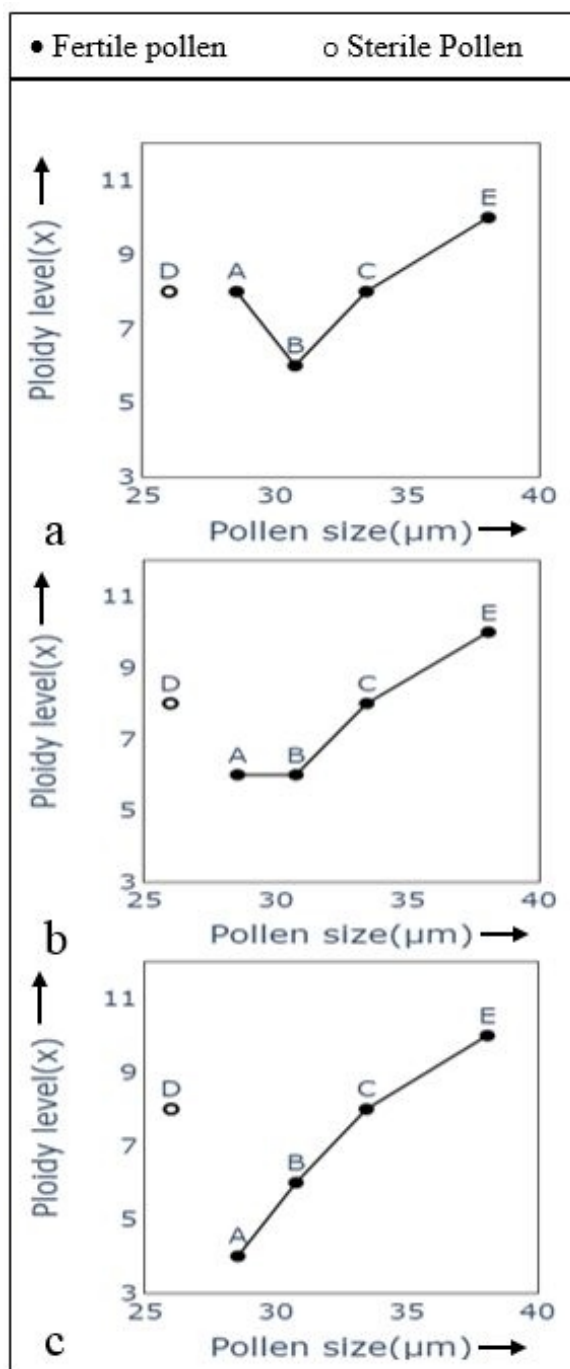 ● Fertile pollen o Sterile Pollen
Ploidy level(x)
11
9
7
5
3
D
A
B
C
E
25 30 35 40
a Pollen size(µm)
Ploidy level(x)
11
9
7
5
3
D
A
B
C
E
25 30 35 40
b Pollen size(µm)
Ploidy level(x)
11
9
7
5
3
D
A
B
C
E
25 30 35 40
c Pollen size(µm)